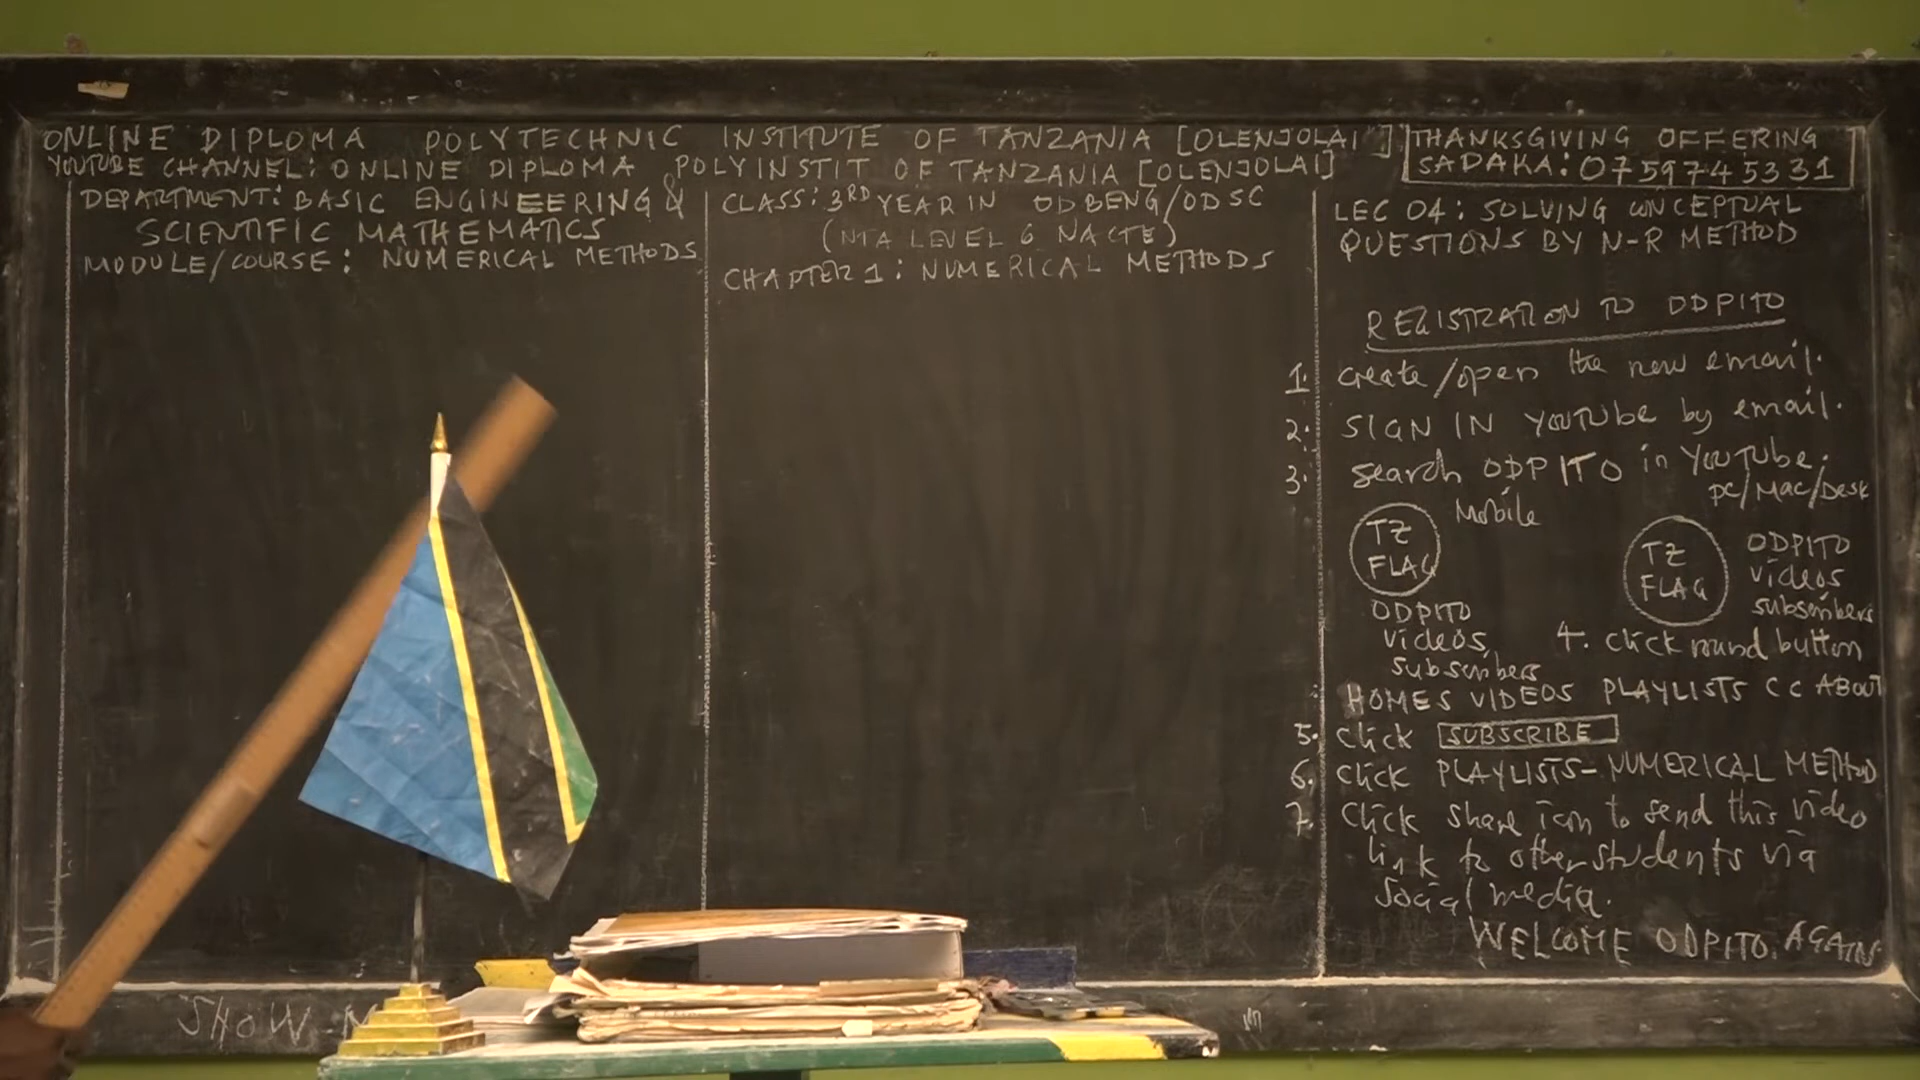 ONLINE DIPLOMA POLYTECHNIC INSTITUTE OF TANZANIA [OLENJOLAI]
YOUTUBE CHANNEL: ONLINE DIPLOMA POLYINSTIT OF TANZANIA [OLENJOLAI]
THANKSGIVING OFFERING
SADAKA: 0759745331
DEPARTMENT: BASIC ENGINEERING &
SCIENTIFIC MATHEMATICS
MODULE/COURSE: NUMERICAL METHODS
CLASS: 3RD YEAR IN ODBENG/ODSC
(NTA LEVEL 6 NACTE)
CHAPTER 1: NUMERICAL METHODS
LEC 04: SOLVING CONCEPTUAL
QUESTIONS BY N-R METHOD
REGISTRATION TO ODPITO
1. Create/open the new email.
2. SIGN IN YOUTUBE by email.
3. search ODPITO in YouTube.
Mobile
PC/Mac/Desk
TZ
FLAG
ODPITO
videos,
subscribers
TZ
FLAG
ODPITO
videos
subscribers
4. click round button
HOMES VIDEOS PLAYLISTS CC ABOUT
5. Click SUBSCRIBE
6. Click PLAYLISTS-NUMERICAL METHOD
7. Click share icon to send this video
link to other students via
social media.
WELCOME ODPITO AGAIN.
SHOW